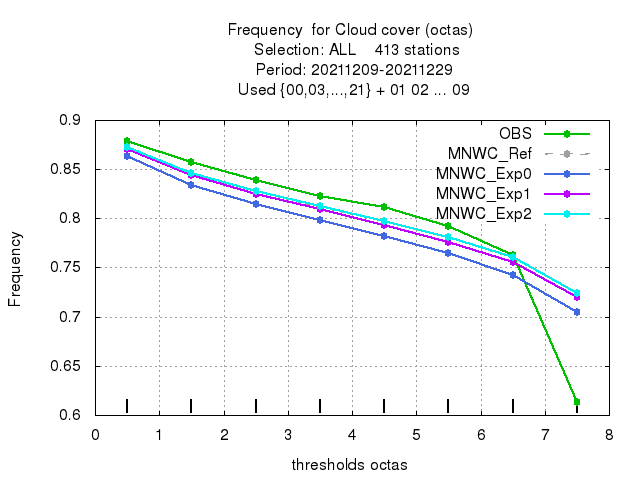 Frequency  for Cloud cover (octas)
Selection: ALL    413 stations
Period: 20211209-20211229
Used {00,03,...,21} + 01 02 ... 09
0.9
0.85
0.8
0.75
0.7
0.65
0.6
Frequency
OBS
MNWC_Ref
MNWC_Exp0
MNWC_Exp1
MNWC_Exp2
0 1 2 3 4 5 6 7 8
thresholds octas